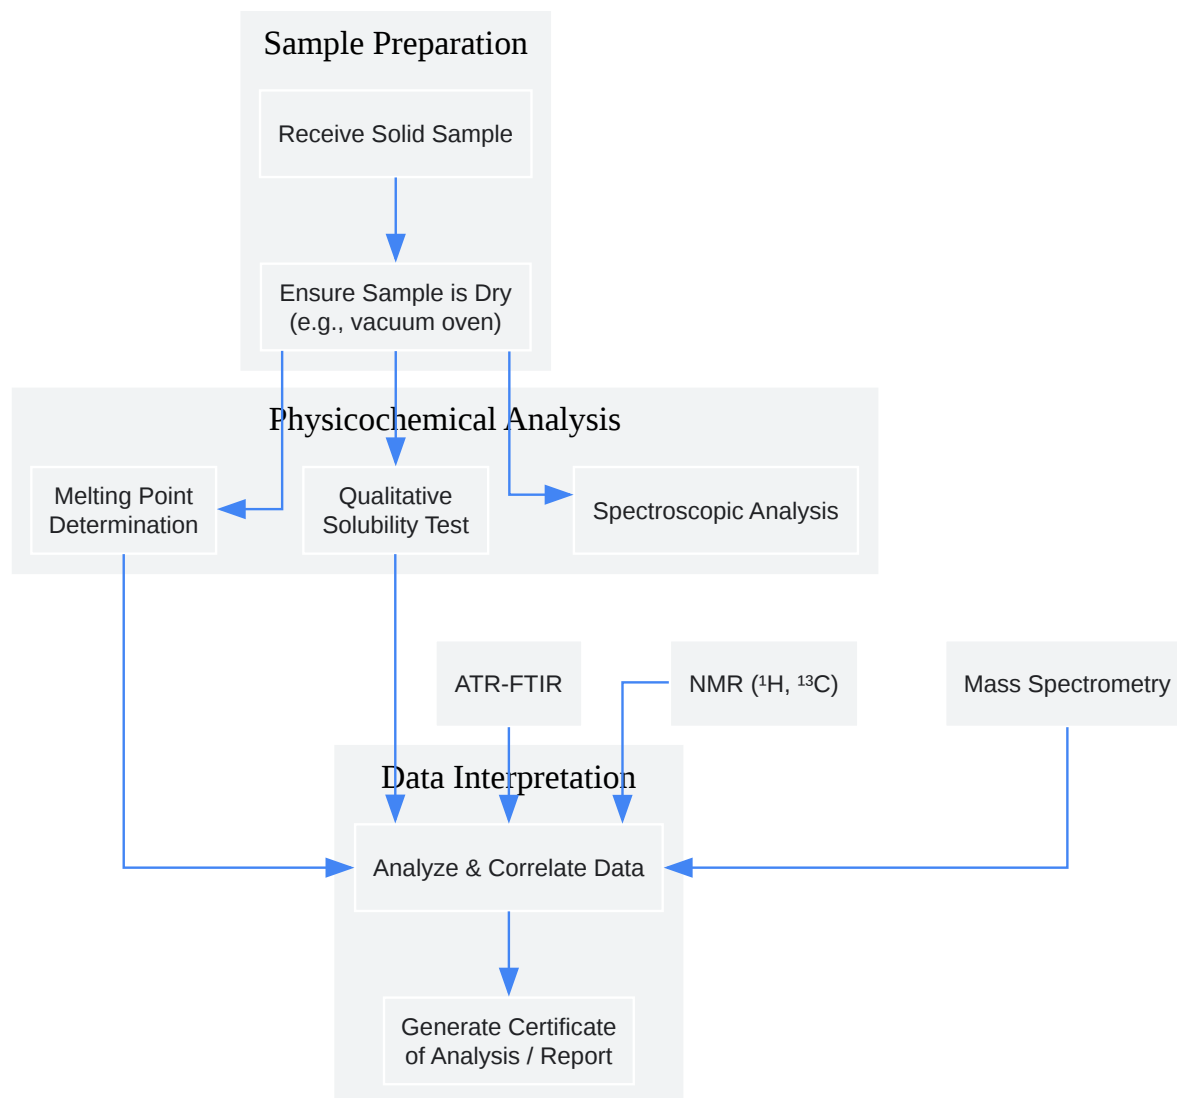 Sample Preparation
Receive Solid Sample
Ensure Sample is Dry
(e.g., vacuum oven)
Physicochemical Analysis
Melting Point
Determination
Qualitative
Solubility Test
Spectroscopic Analysis
ATR-FTIR
NMR (¹H, ¹³C)
Mass Spectrometry
Data Interpretation
Analyze & Correlate Data
Generate Certificate
of Analysis / Report